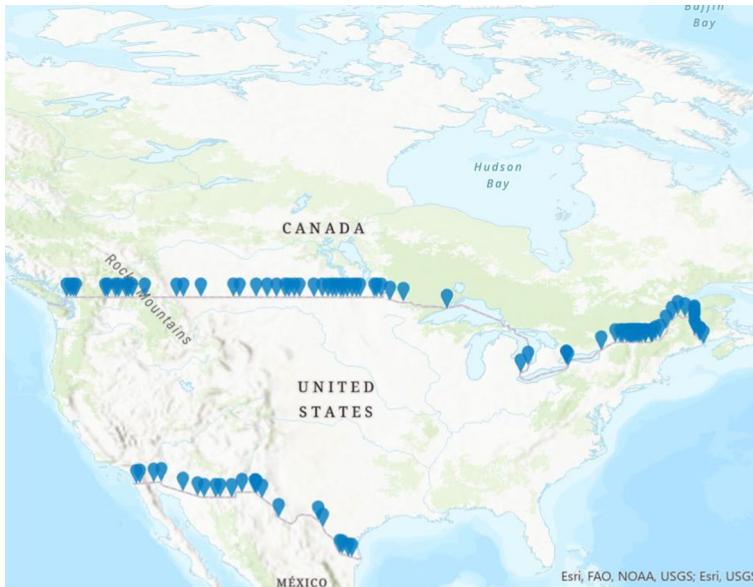 Baffin
Bay
Hudson
Bay
CANADA
Rocky Mountains
UNITED
STATES
MÉXICO
Esri, FAO, NOAA, USGS; Esri, USGS